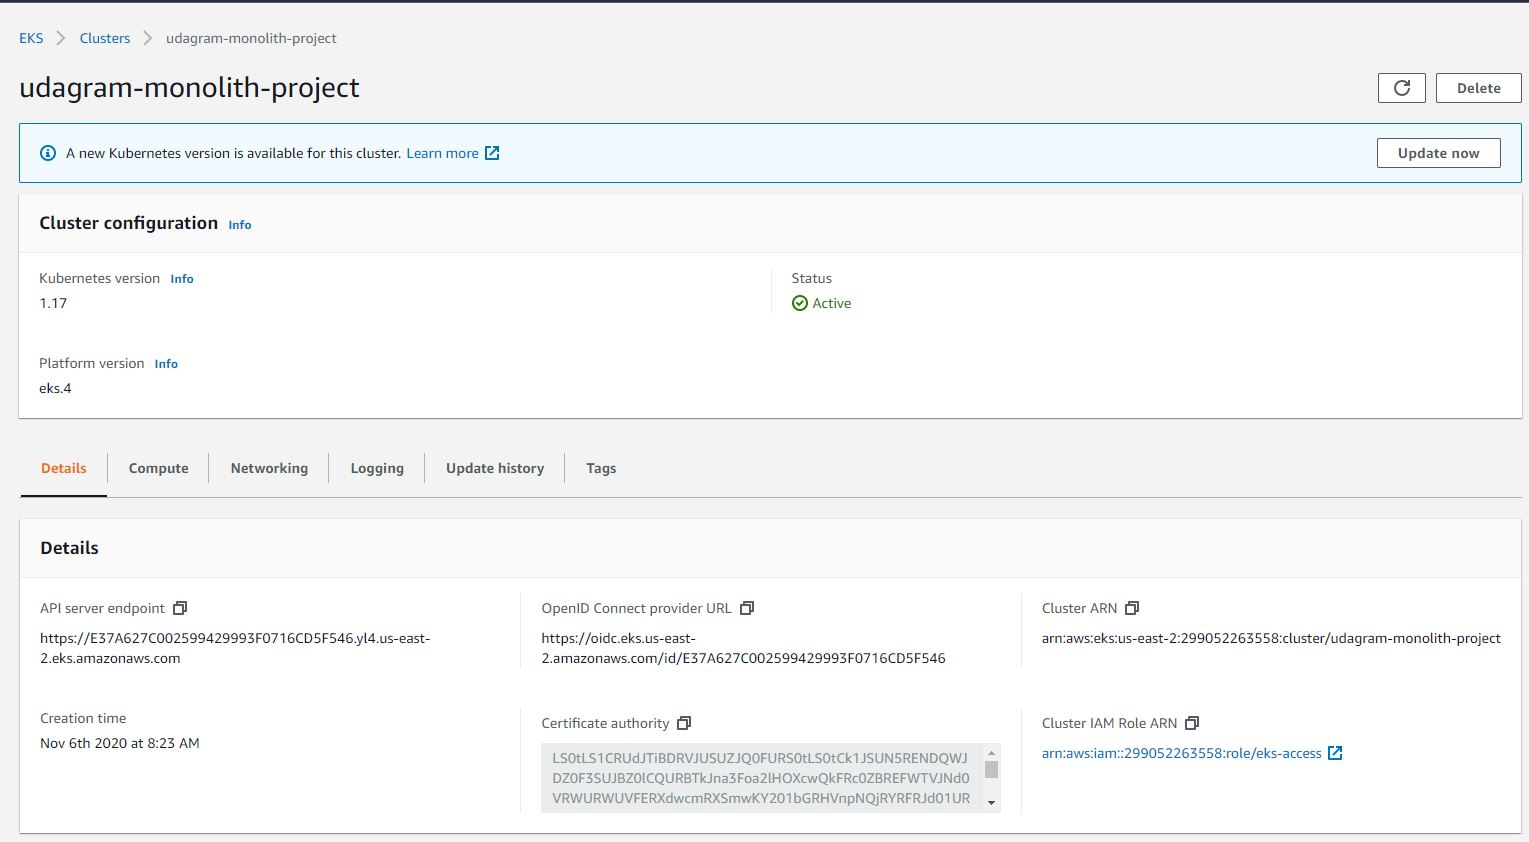 EKS > Clusters > udagram-monolith-project
udagram-monolith-project
Delete
A new Kubernetes version is available for this cluster. Learn more
Update now
Cluster configuration Info
Kubernetes version Info
1.17
Status
Active
Platform version Info
eks.4
Details
Compute
Networking
Logging
Update history
Tags
Details
API server endpoint
https://E37A627C002599429993F0716CD5F546.yl4.us-east-
2.eks.amazonaws.com
OpenID Connect provider URL
https://oidc.eks.us-east-
2.amazonaws.com/id/E37A627C002599429993F0716CD5F546
Cluster ARN
arn:aws:eks:us-east-2:299052263558:cluster/udagram-monolith-project
Creation time
Nov 6th 2020 at 8:23 AM
Certificate authority
LS0tLS1CRUdJTiBDRVJUSUZJQ0FURS0tLS0tCk1JSUN5RENDQWJ
DZ0F3SUJBZ0lCQURBTkJna3Foa2lHOXcwQkFRc0ZBREFWTVJNd0
VRWURWUVFERXdwcmRXSmwKY201bGRHVnpNQjRYRFRJd01UR
Cluster IAM Role ARN
arn:aws:iam::299052263558:role/eks-access